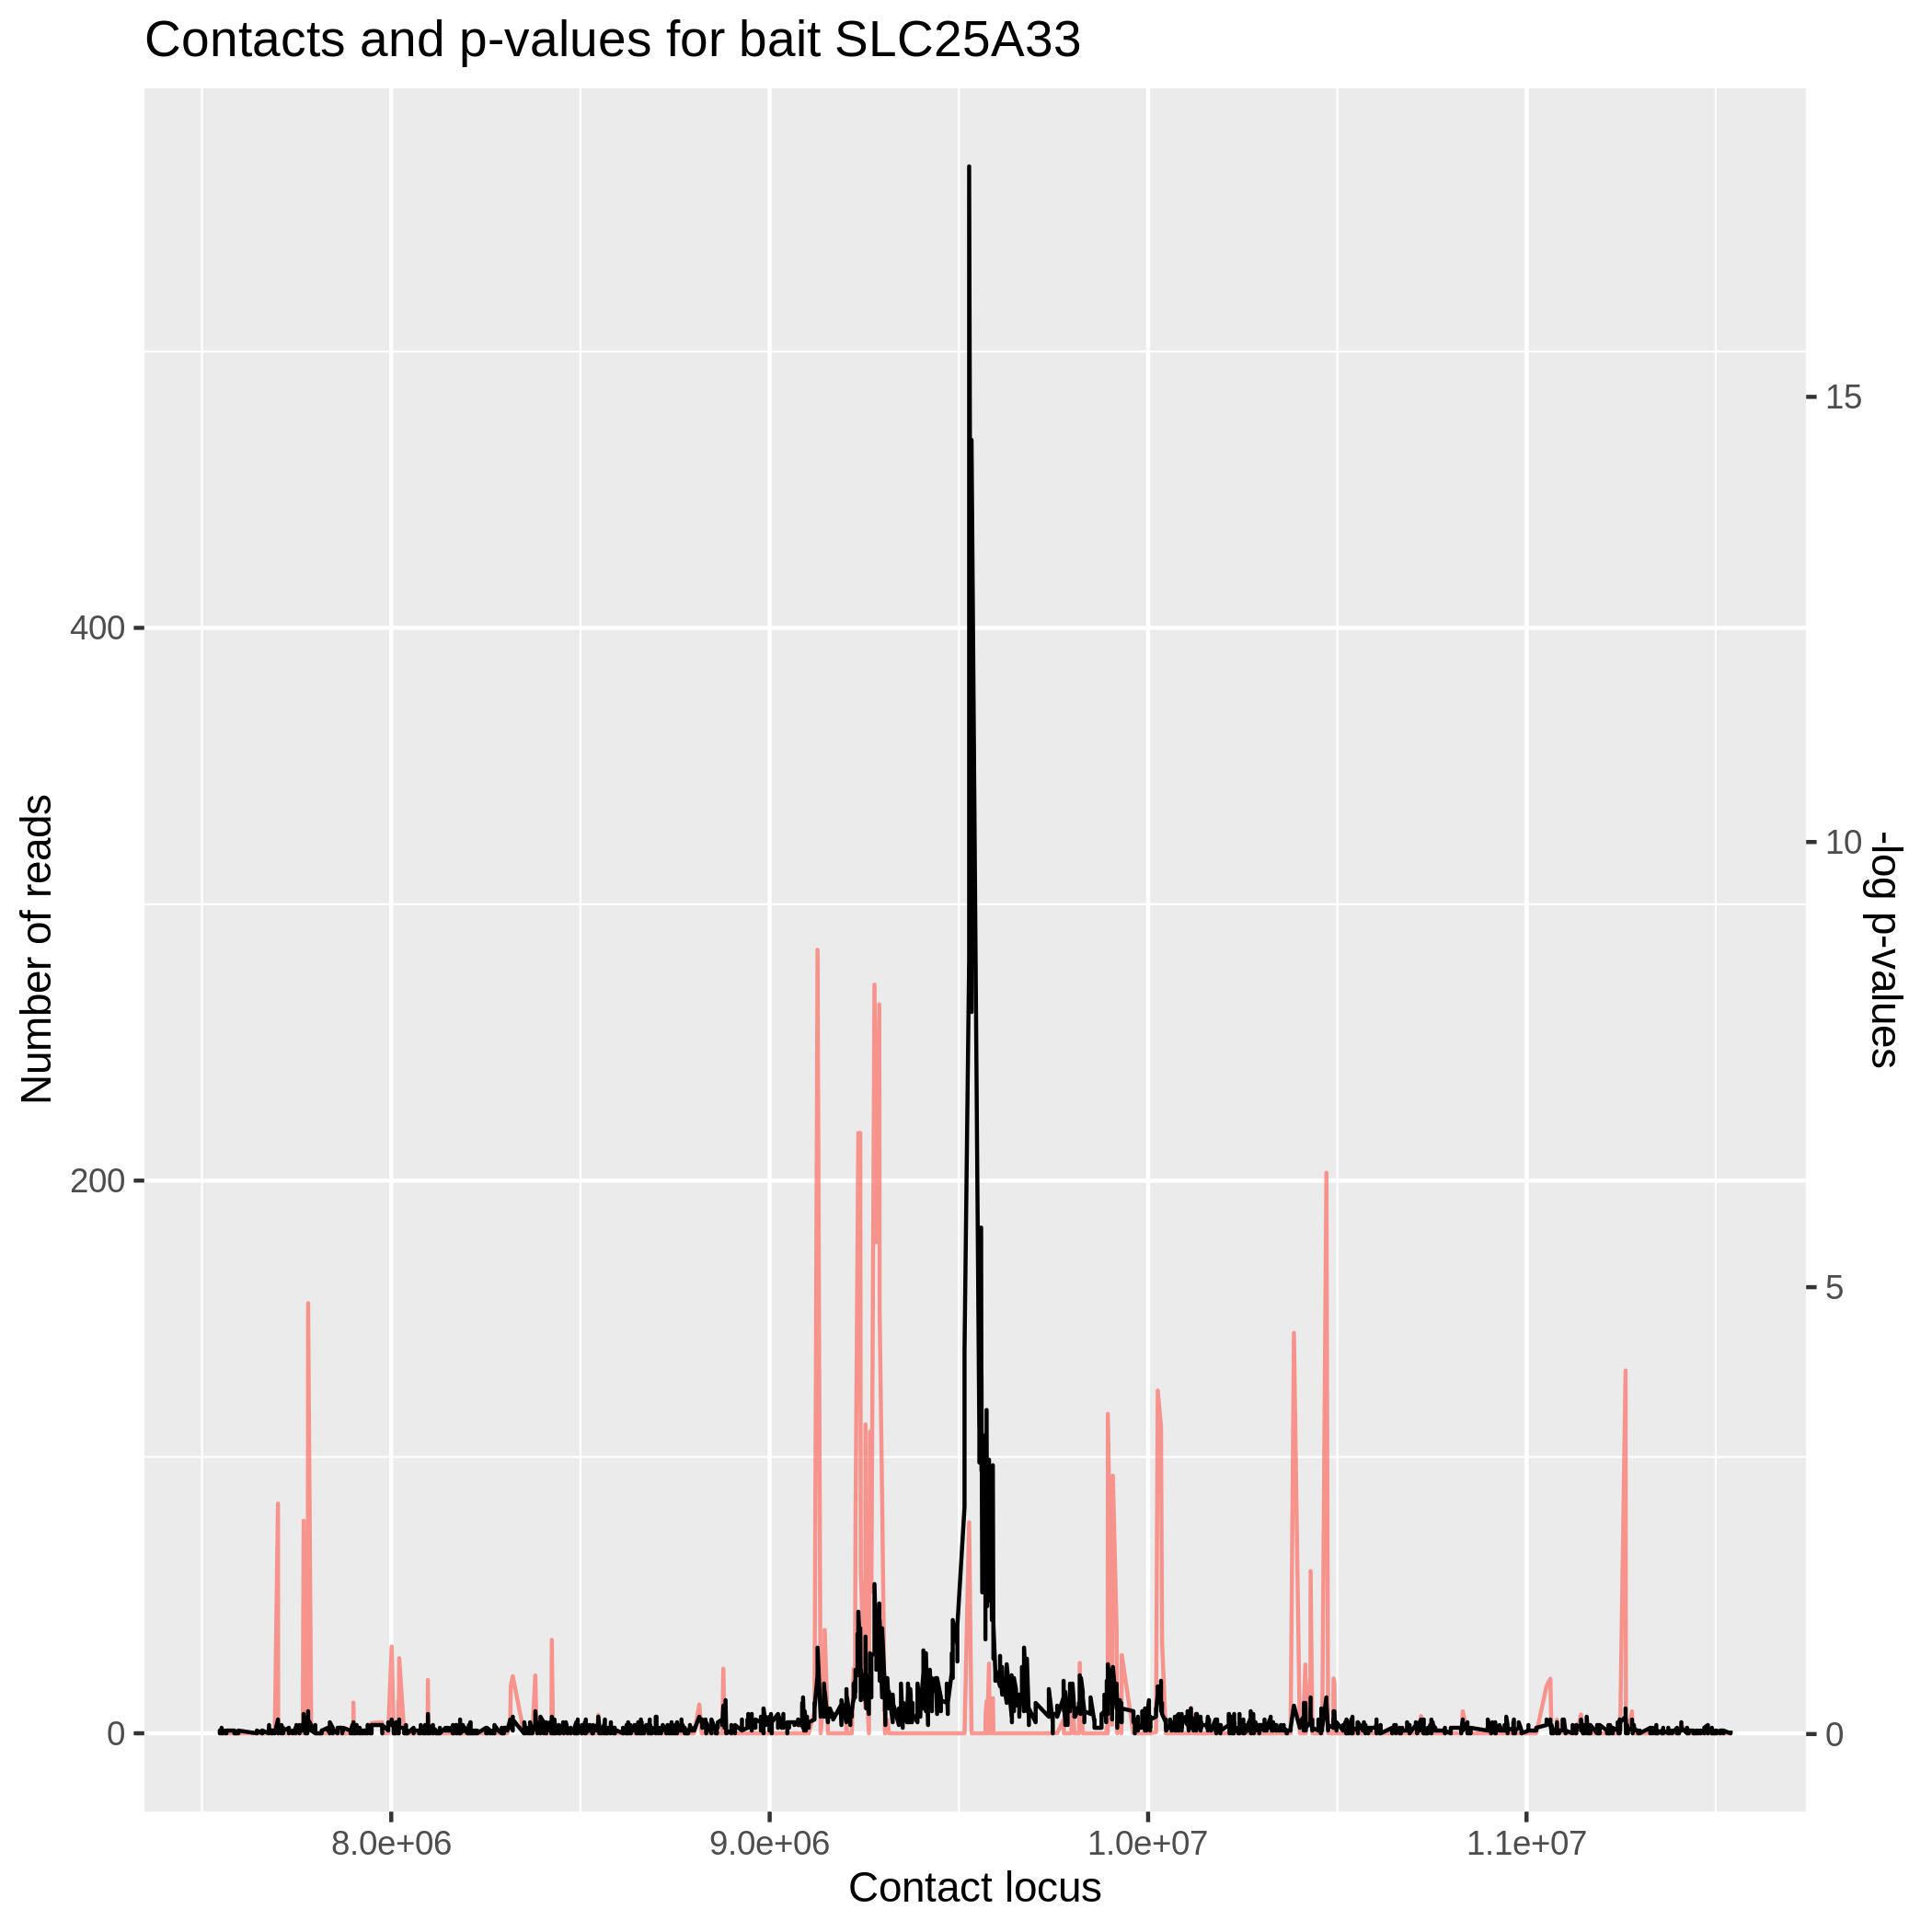 Contacts and p-values for bait SLC25A33
Number of reads
400
200
0
15
10
5
0
-log p-values
8.0e+06 9.0e+06 1.0e+07 1.1e+07
Contact locus